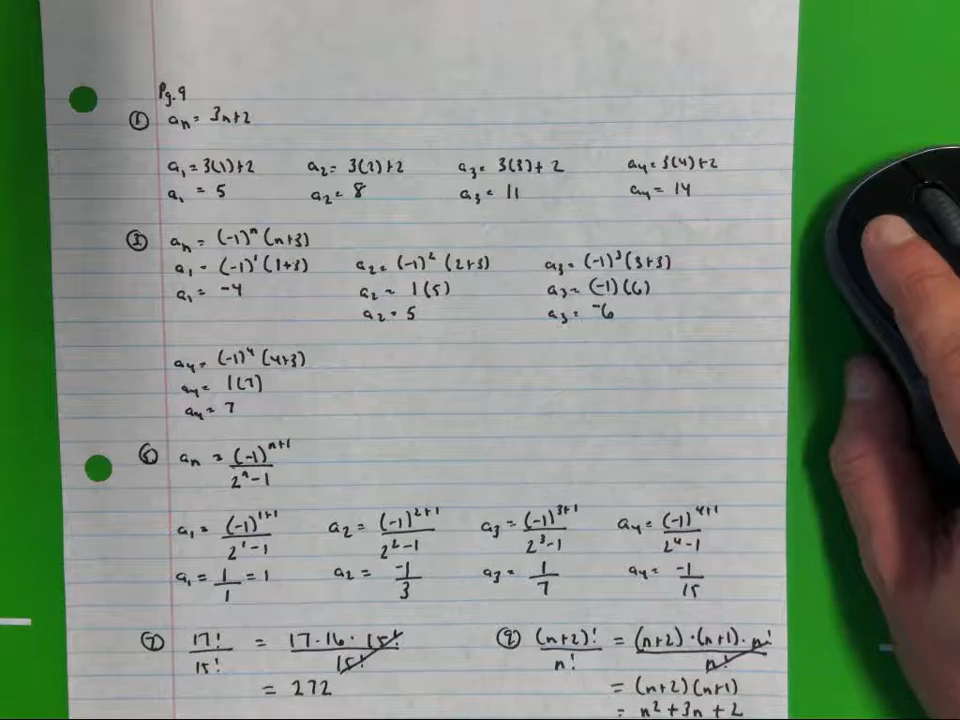 Pg. 9
① aₙ = 3n+2
a₁ = 3(1)+2 a₂ = 3(2)+2 a₃ = 3(3)+2 a₄ = 3(4)+2
a₁ = 5 a₂ = 8 a₃ = 11 a₄ = 14
③ aₙ = (-1)ⁿ (n+3)
a₁ = (-1)¹ (1+3) a₂ = (-1)² (2+3) a₃ = (-1)³ (3+3)
a₁ = -4 a₂ = 1(5) a₃ = (-1)(6)
a₂ = 5 a₃ = -6
a₄ = (-1)⁴ (4+3)
a₄ = 1(7)
a₄ = 7
aₙ = (-1)ⁿ⁺¹ / 2ⁿ-1
a₁ = (-1)¹⁺¹ / 2¹-1 a₂ = (-1)²⁺¹ / 2²-1 a₃ = (-1)³⁺¹ / 2³-1 a₄ = (-1)⁴⁺¹ / 2⁴-1
a₁ = 1/1 = 1 a₂ = -1/3 a₃ = 1/7 a₄ = -1/15
⑦ 17! / 15! = 17·16·15! / 15! ⑨ (n+2)! / n! = (n+2)·(n+1)·n! / n!
= 272 = (n+2)(n+1)
= n²+3n+2